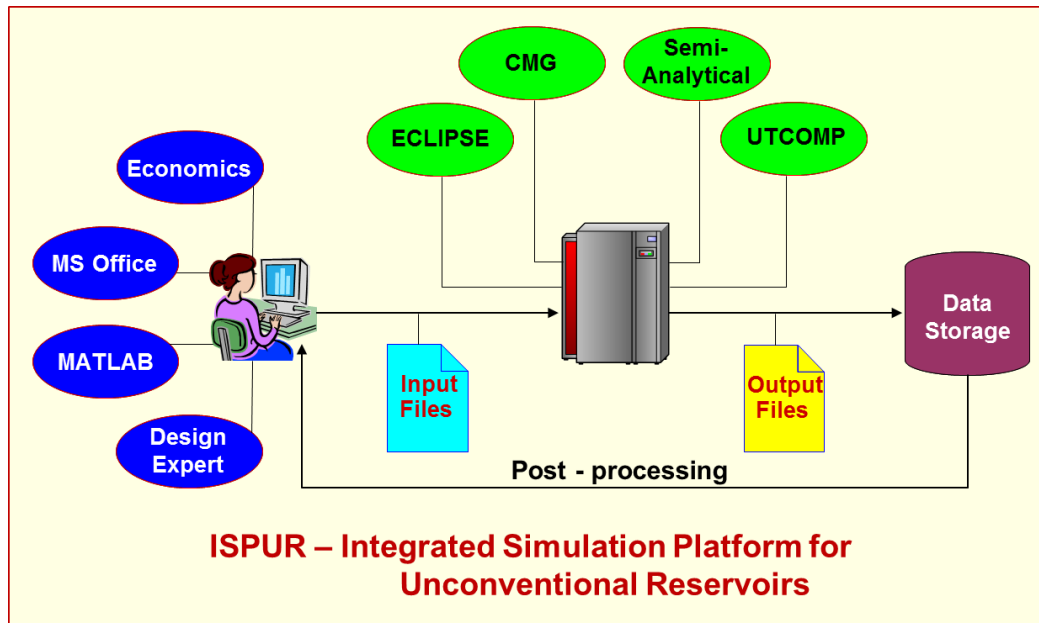 CMG
Semi-
Analytical
ECLIPSE
UTCOMP
Economics
MS Office
MATLAB
Design
Expert
Input
Files
Output
Files
Data
Storage
Post - processing
ISPUR – Integrated Simulation Platform for
Unconventional Reservoirs